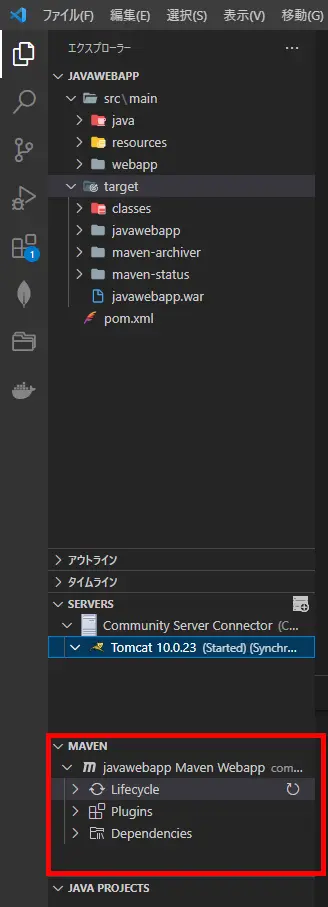 ファイル(F) 編集(E) 選択(S) 表示(V) 移動(G)
エクスプローラー ...
JAVAWEBAPP
src\main
java
resources
webapp
target
classes
javawebapp
maven-archiver
maven-status
javawebapp.war
pom.xml
1
アウトライン
タイムライン
SERVERS
Community Server Connector (C...
Tomcat 10.0.23 (Started) (Synchr...
MAVEN
m javawebapp Maven Webapp com...
Lifecycle
Plugins
Dependencies
JAVA PROJECTS